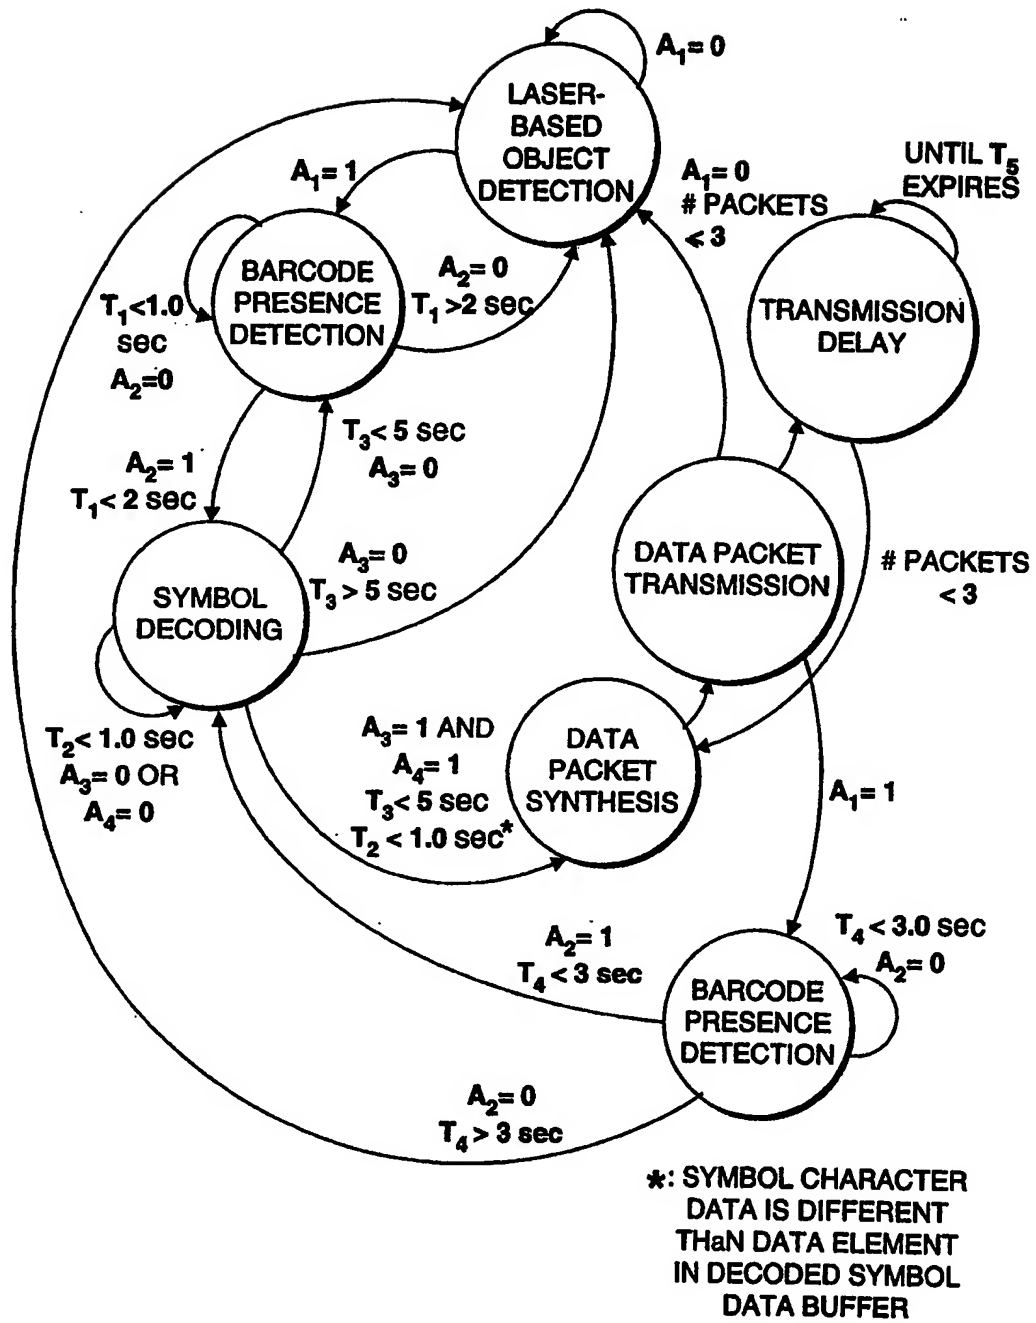 A₁= 0
LASER-
BASED
OBJECT
DETECTION
UNTIL T₅
EXPIRES
A₁= 1
A₁= 0
# PACKETS
< 3
BARCODE
PRESENCE
DETECTION
A₂= 0
T₁ >2 sec
T₁<1.0
sec
A₂=0
TRANSMISSION
DELAY
T₃< 5 sec
A₃= 0
A₂= 1
T₁< 2 sec
A₃= 0
T₃ > 5 sec
DATA PACKET
TRANSMISSION
# PACKETS
< 3
SYMBOL
DECODING
T₂< 1.0 sec
A₃= 0 OR
A₄= 0
A₃= 1 AND
A₄= 1
T₃< 5 sec
T₂ < 1.0 sec*
DATA
PACKET
SYNTHESIS
A₁= 1
A₂= 1
T₄ < 3 sec
T₄ < 3.0 sec
A₂= 0
BARCODE
PRESENCE
DETECTION
A₂= 0
T₄ > 3 sec
*: SYMBOL CHARACTER
DATA IS DIFFERENT
THaN DATA ELEMENT
IN DECODED SYMBOL
DATA BUFFER